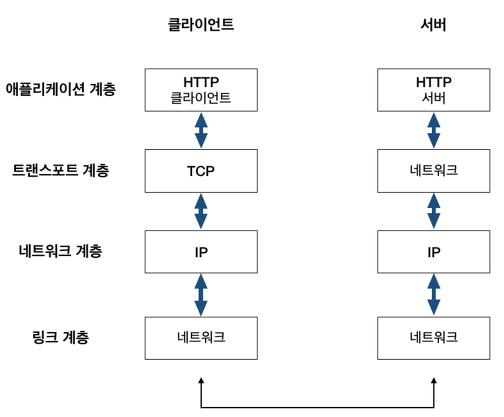 클라이언트 서버
애플리케이션 계층 HTTP 클라이언트 HTTP 서버
트랜스포트 계층 TCP 네트워크
네트워크 계층 IP IP
링크 계층 네트워크 네트워크